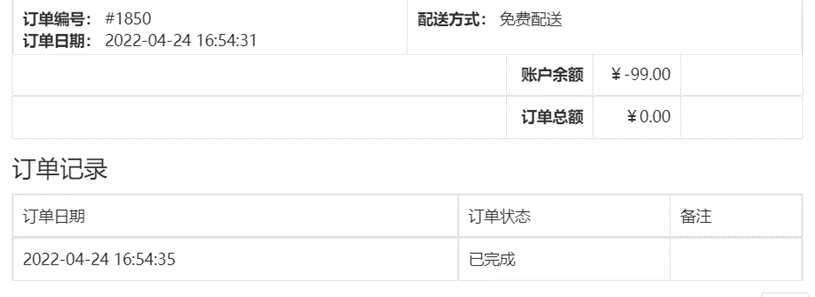 订单编号： #1850
配送方式： 免费配送
订单日期： 2022-04-24 16:54:31
账户余额 ￥-99.00
订单总额 ￥0.00
订单记录
订单日期 订单状态 备注
2022-04-24 16:54:35 已完成